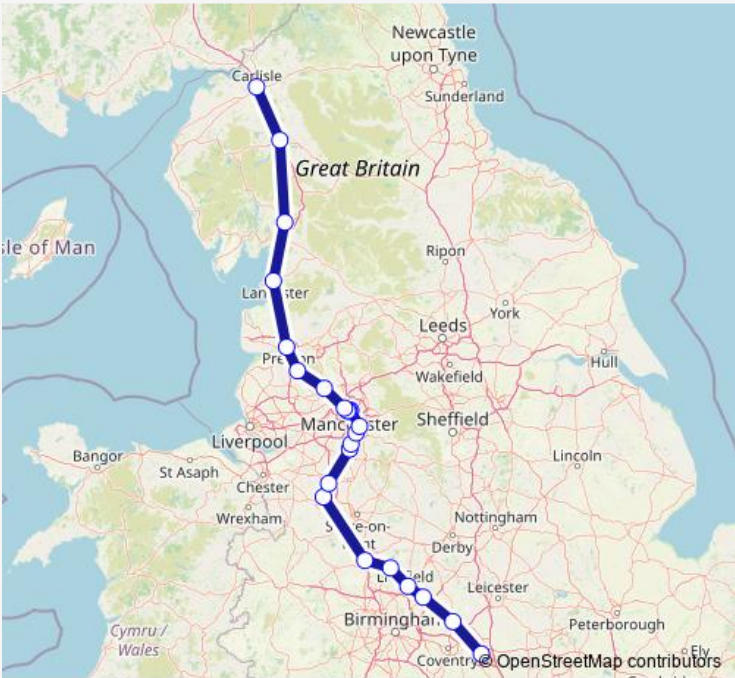 Newcastle
upon Tyne
Carlisle
Sunderland
Great Britain
sle of Man
Ripon
York
Leeds
Hull
Wakefield
Sheffield
Liverpool
Bangor
St Asaph
Chester
Lincoln
Wrexham
Nottingham
Derby
Leicester
Birmingham
Peterborough
Cymru /
Wales
Coventry
Ely
© OpenStreetMap contributors